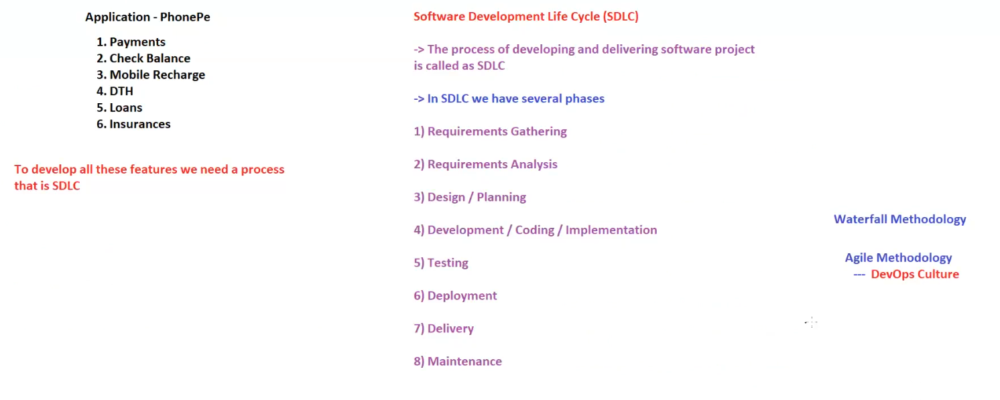 Application - PhonePe
1. Payments
2. Check Balance
3. Mobile Recharge
4. DTH
5. Loans
6. Insurances
To develop all these features we need a process
that is SDLC
Software Development Life Cycle (SDLC)
-> The process of developing and delivering software project
is called as SDLC
-> In SDLC we have several phases
1) Requirements Gathering
2) Requirements Analysis
3) Design / Planning
4) Development / Coding / Implementation
5) Testing
6) Deployment
7) Delivery
8) Maintenance
Waterfall Methodology
Agile Methodology
--- DevOps Culture